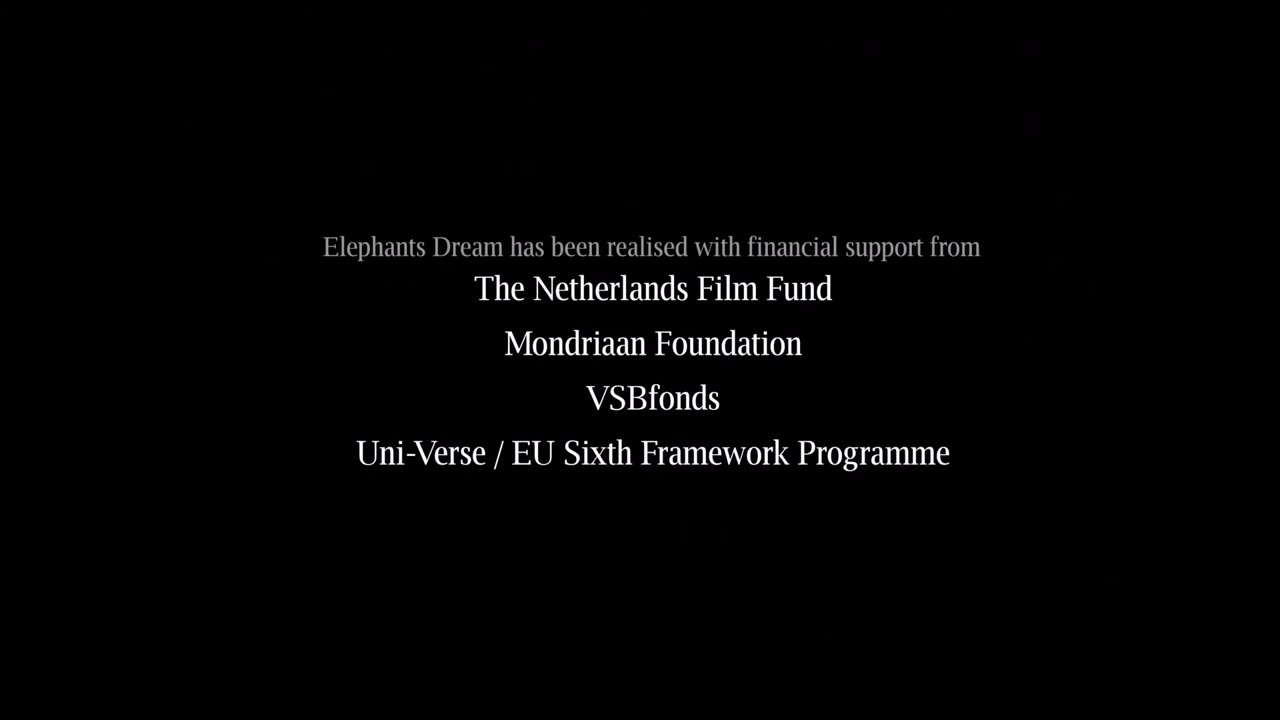 Elephants Dream has been realised with financial support from
The Netherlands Film Fund
Mondriaan Foundation
VSBfonds
Uni-Verse / EU Sixth Framework Programme